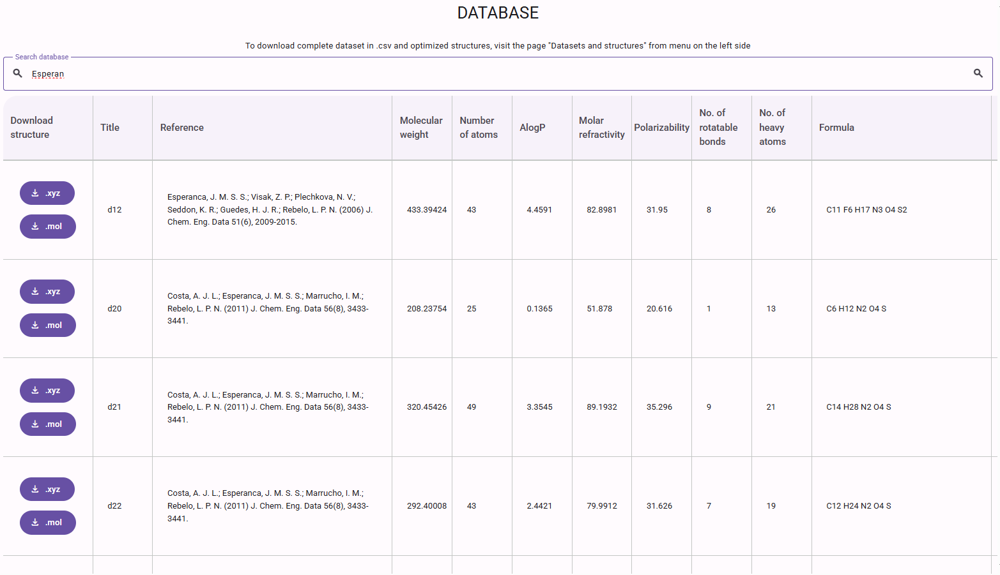 DATABASE
To download complete dataset in .csv and optimized structures, visit the page "Datasets and structures" from menu on the left side
Search database
Esperan
Download structure
Title
Reference
Molecular weight
Number of atoms
AlogP
Molar refractivity
Polarizability
No. of rotatable bonds
No. of heavy atoms
Formula
.xyz
.mol
d12
Esperanca, J. M. S. S.; Visak, Z. P.; Plechkova, N. V.;
Seddon, K. R.; Guedes, H. J. R.; Rebelo, L. P. N. (2006) J.
Chem. Eng. Data 51(6), 2009-2015.
433.39424
43
4.4591
82.8981
31.95
8
26
C11 F6 H17 N3 O4 S2
.xyz
.mol
d20
Costa, A. J. L.; Esperanca, J. M. S. S.; Marrucho, I. M.;
Rebelo, L. P. N. (2011) J. Chem. Eng. Data 56(8), 3433-
3441.
208.23754
25
0.1365
51.878
20.616
1
13
C6 H12 N2 O4 S
.xyz
.mol
d21
Costa, A. J. L.; Esperanca, J. M. S. S.; Marrucho, I. M.;
Rebelo, L. P. N. (2011) J. Chem. Eng. Data 56(8), 3433-
3441.
320.45426
49
3.3545
89.1932
35.296
9
21
C14 H28 N2 O4 S
.xyz
.mol
d22
Costa, A. J. L.; Esperanca, J. M. S. S.; Marrucho, I. M.;
Rebelo, L. P. N. (2011) J. Chem. Eng. Data 56(8), 3433-
3441.
292.40008
43
2.4421
79.9912
31.626
7
19
C12 H24 N2 O4 S